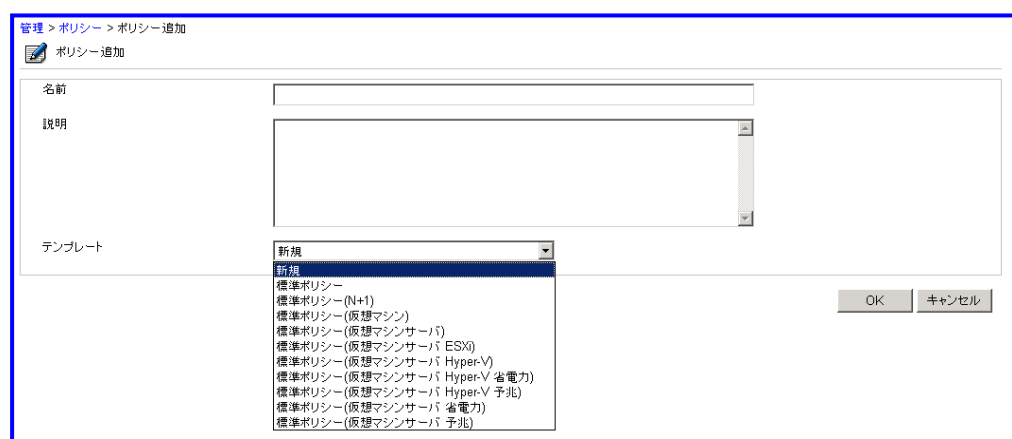 管理 > ポリシー > ポリシー追加
ポリシー追加
名前
説明
テンプレート
新規
新規
標準ポリシー
標準ポリシー(N+1)
標準ポリシー(仮想マシン)
標準ポリシー(仮想マシンサーバ)
標準ポリシー(仮想マシンサーバ ESXi)
標準ポリシー(仮想マシンサーバ Hyper-V)
標準ポリシー(仮想マシンサーバ Hyper-V 省電力)
標準ポリシー(仮想マシンサーバ Hyper-V 予兆)
標準ポリシー(仮想マシンサーバ 省電力)
標準ポリシー(仮想マシンサーバ 予兆)
OK キャンセル